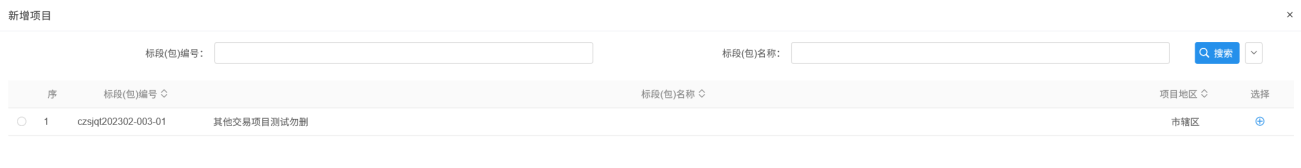 新增项目 ×
标段(包)编号： 标段(包)名称： 搜索
序 标段(包)编号 标段(包)名称 项目地区 选择
1 czsjqt202302-003-01 其他交易项目测试勿删 市辖区